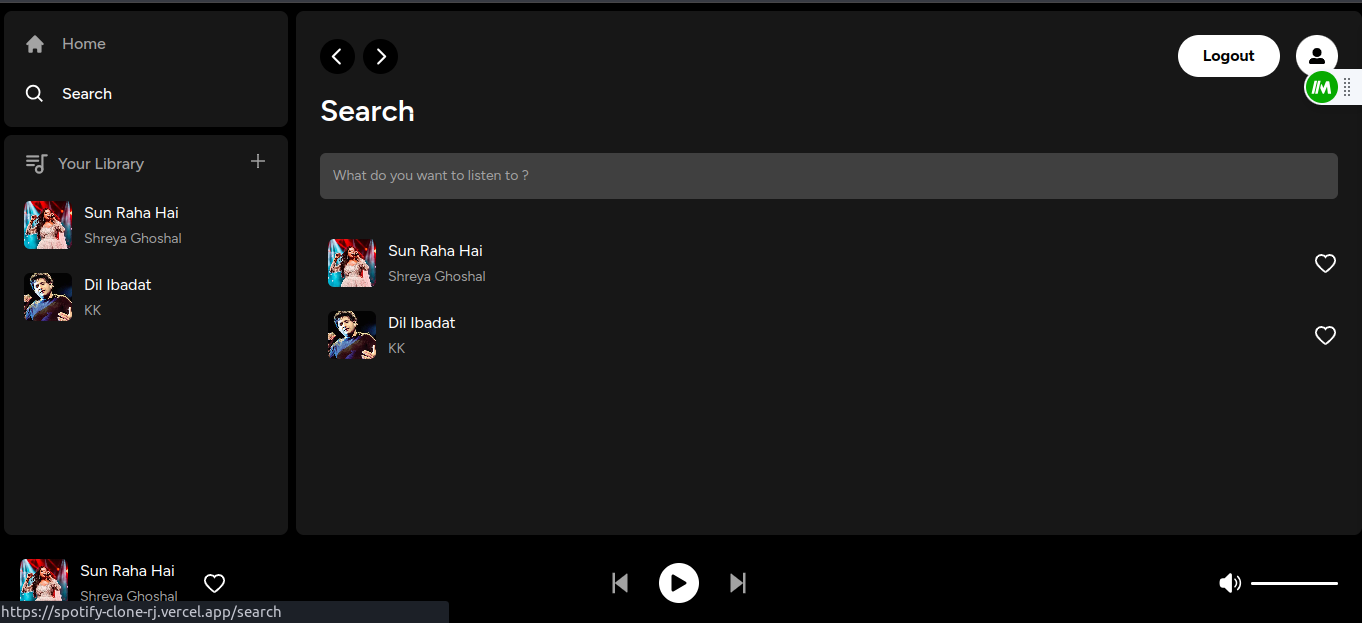 Home
Search
Your Library
Sun Raha Hai
Shreya Ghoshal
Dil Ibadat
KK
Logout
Search
What do you want to listen to ?
Sun Raha Hai
Shreya Ghoshal
Dil Ibadat
KK
Sun Raha Hai
Shreya Ghoshal
https://spotify-clone-rj.vercel.app/search